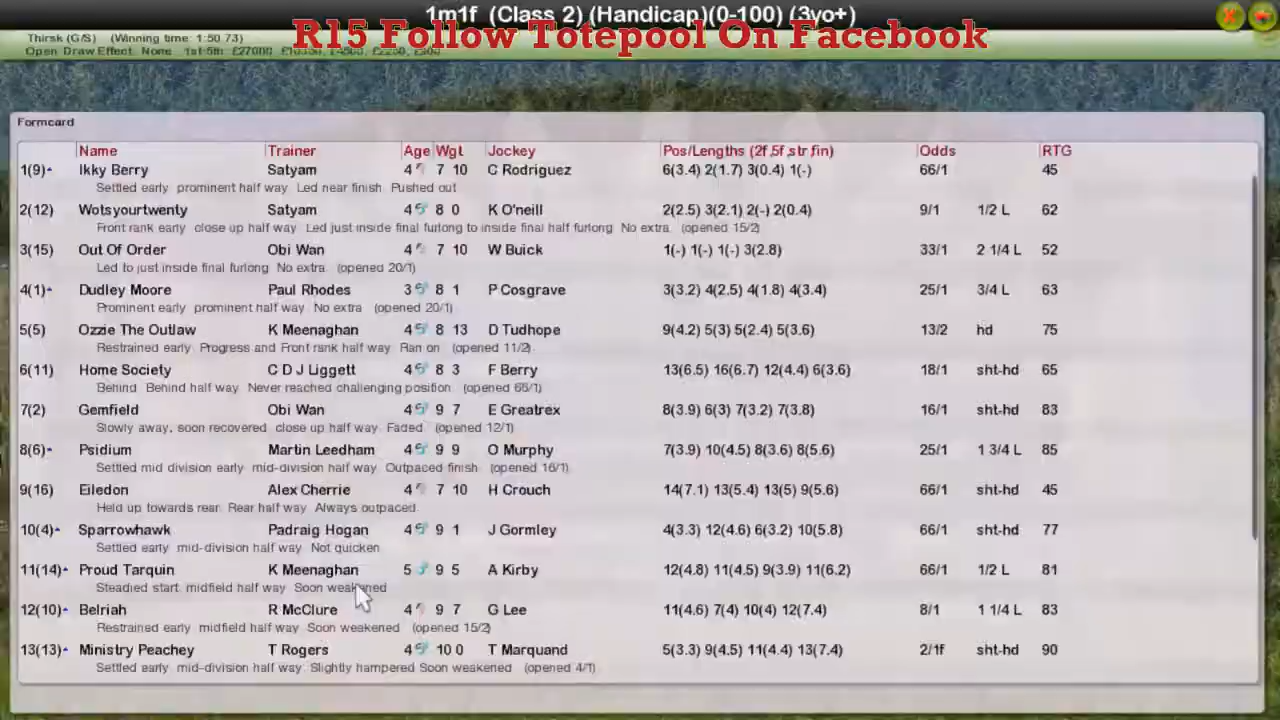 1m1f (Class 2) (Handicap)(0-100) (3yo+)
R15 Follow Totepool On Facebook
Thirsk (G/S) (Winning time: 1:50.73)
Open Draw Effect: None 1st-5th: £27000
Formcard
Name Trainer Age Wgt Jockey Pos/Lengths (2f,5f,str,fin) Odds RTG
1(9) Ikky Berry Satyam 4 7 10 C Rodriguez 6(3.4) 2(1.7) 3(0.4) 1(-) 66/1 45
Settled early prominent half way Led near finish Pushed out
2(12) Wotsyourtwenty Satyam 4 8 0 K O'neill 2(2.5) 3(2.1) 2(-) 2(0.4) 9/1 1/2 L 62
Front rank early close up half way Led just inside final furlong to inside final half furlong No extra (opened 15/2)
3(15) Out Of Order Obi Wan 4 7 10 W Buick 1(-) 1(-) 1(-) 3(2.8) 33/1 2 1/4 L 52
Led to just inside final furlong No extra (opened 20/1)
4(1) Dudley Moore Paul Rhodes 3 8 1 P Cosgrave 3(3.2) 4(2.5) 4(1.8) 4(3.4) 25/1 3/4 L 63
Prominent early prominent half way No extra (opened 20/1)
5(5) Ozzie The Outlaw K Meenaghan 4 8 13 D Tudhope 9(4.2) 5(3) 5(2.4) 5(3.6) 13/2 hd 75
Restrained early Progress and Front rank half way Ran on (opened 11/2)
6(11) Home Society C D J Liggett 4 8 3 F Berry 13(6.5) 16(6.7) 12(4.4) 6(3.6) 18/1 sht-hd 65
Behind Behind half way Never reached challenging position (opened 66/1)
7(2) Gemfield Obi Wan 4 9 7 E Greatrex 8(3.9) 6(3) 7(3.2) 7(3.8) 16/1 sht-hd 83
Slowly away, soon recovered close up half way Faded (opened 12/1)
8(6) Psidium Martin Leedham 4 9 9 O Murphy 7(3.9) 10(4.5) 8(3.6) 8(5.6) 25/1 1 3/4 L 85
Settled mid division early mid-division half way Outpaced finish (opened 16/1)
9(16) Eiledon Alex Cherrie 4 7 10 H Crouch 14(7.1) 13(5.4) 13(5) 9(5.6) 66/1 sht-hd 45
Held up towards rear Rear half way Always outpaced
10(4) Sparrowhawk Padraig Hogan 4 9 1 J Gormley 4(3.3) 12(4.6) 6(3.2) 10(5.8) 66/1 sht-hd 77
Settled early mid-division half way Not quicken
11(14) Proud Tarquin K Meenaghan 5 9 5 A Kirby 12(4.8) 11(4.5) 9(3.9) 11(6.2) 66/1 1/2 L 81
Steadied start midfield half way Soon weakened
12(10) Belriah R McClure 4 9 7 G Lee 11(4.6) 7(4) 10(4) 12(7.4) 8/1 1 1/4 L 83
Restrained early midfield half way Soon weakened (opened 15/2)
13(13) Ministry Peachey T Rogers 4 10 0 T Marquand 5(3.3) 9(4.5) 11(4.4) 13(7.4) 2/1f sht-hd 90
Settled early mid-division half way Slightly hampered Soon weakened (opened 4/1)